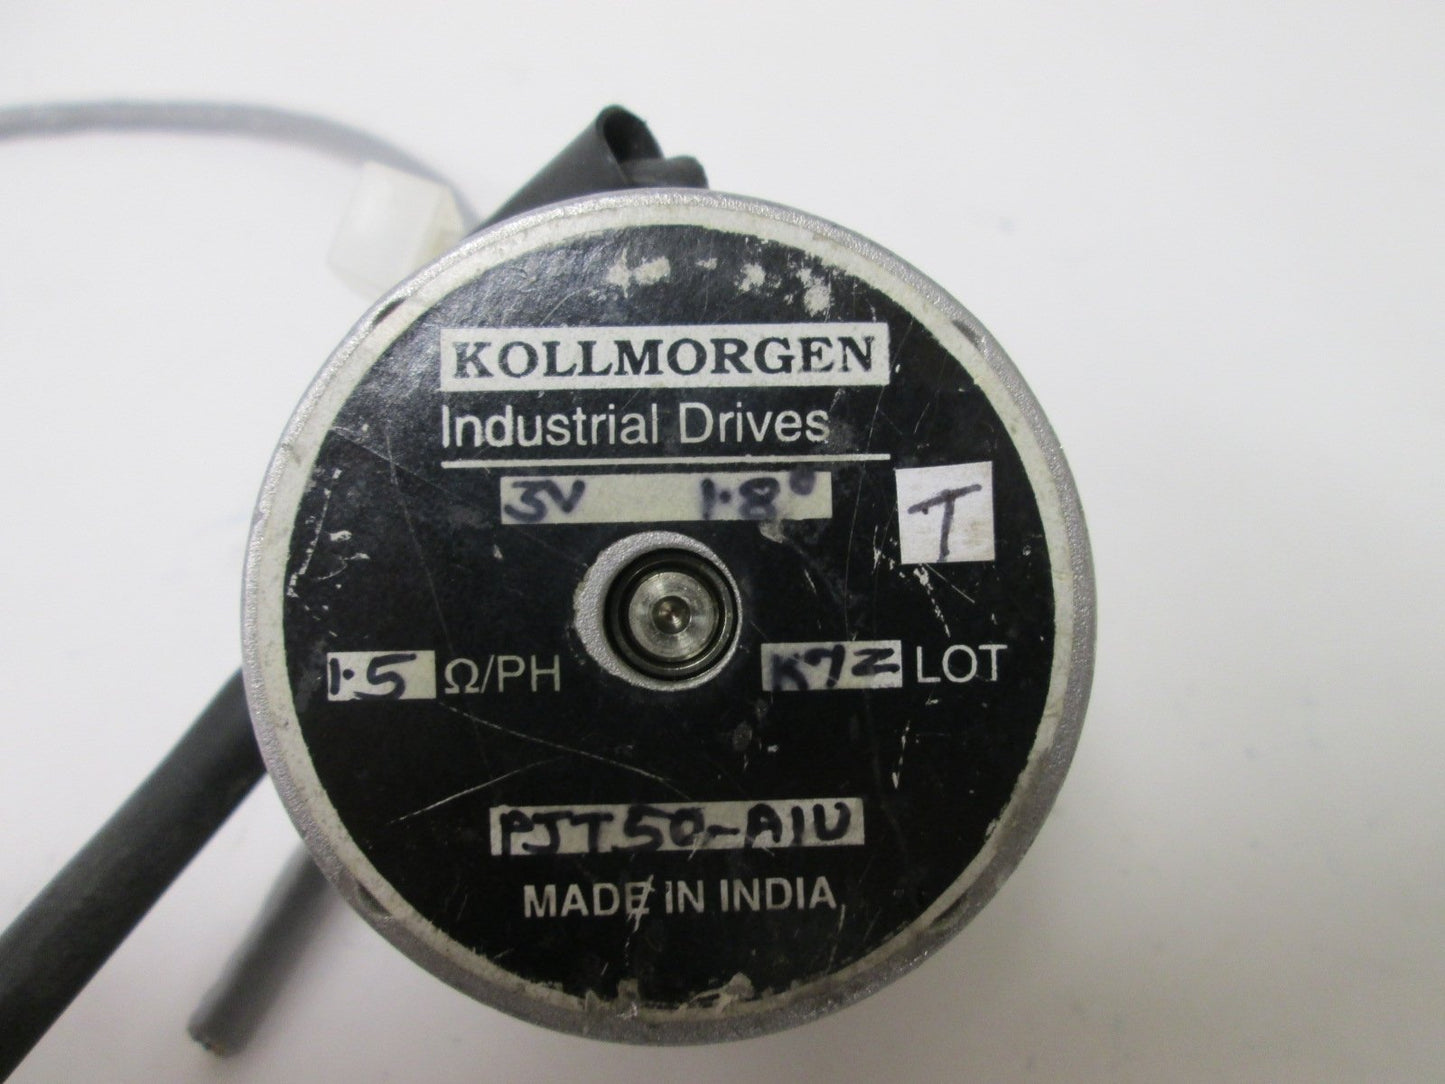 KOLLMORGEN
Industrial Drives
3V 1.8°
T
1.5 Ω/PH
K7Z LOT
PJT50-A1U
MADE IN INDIA